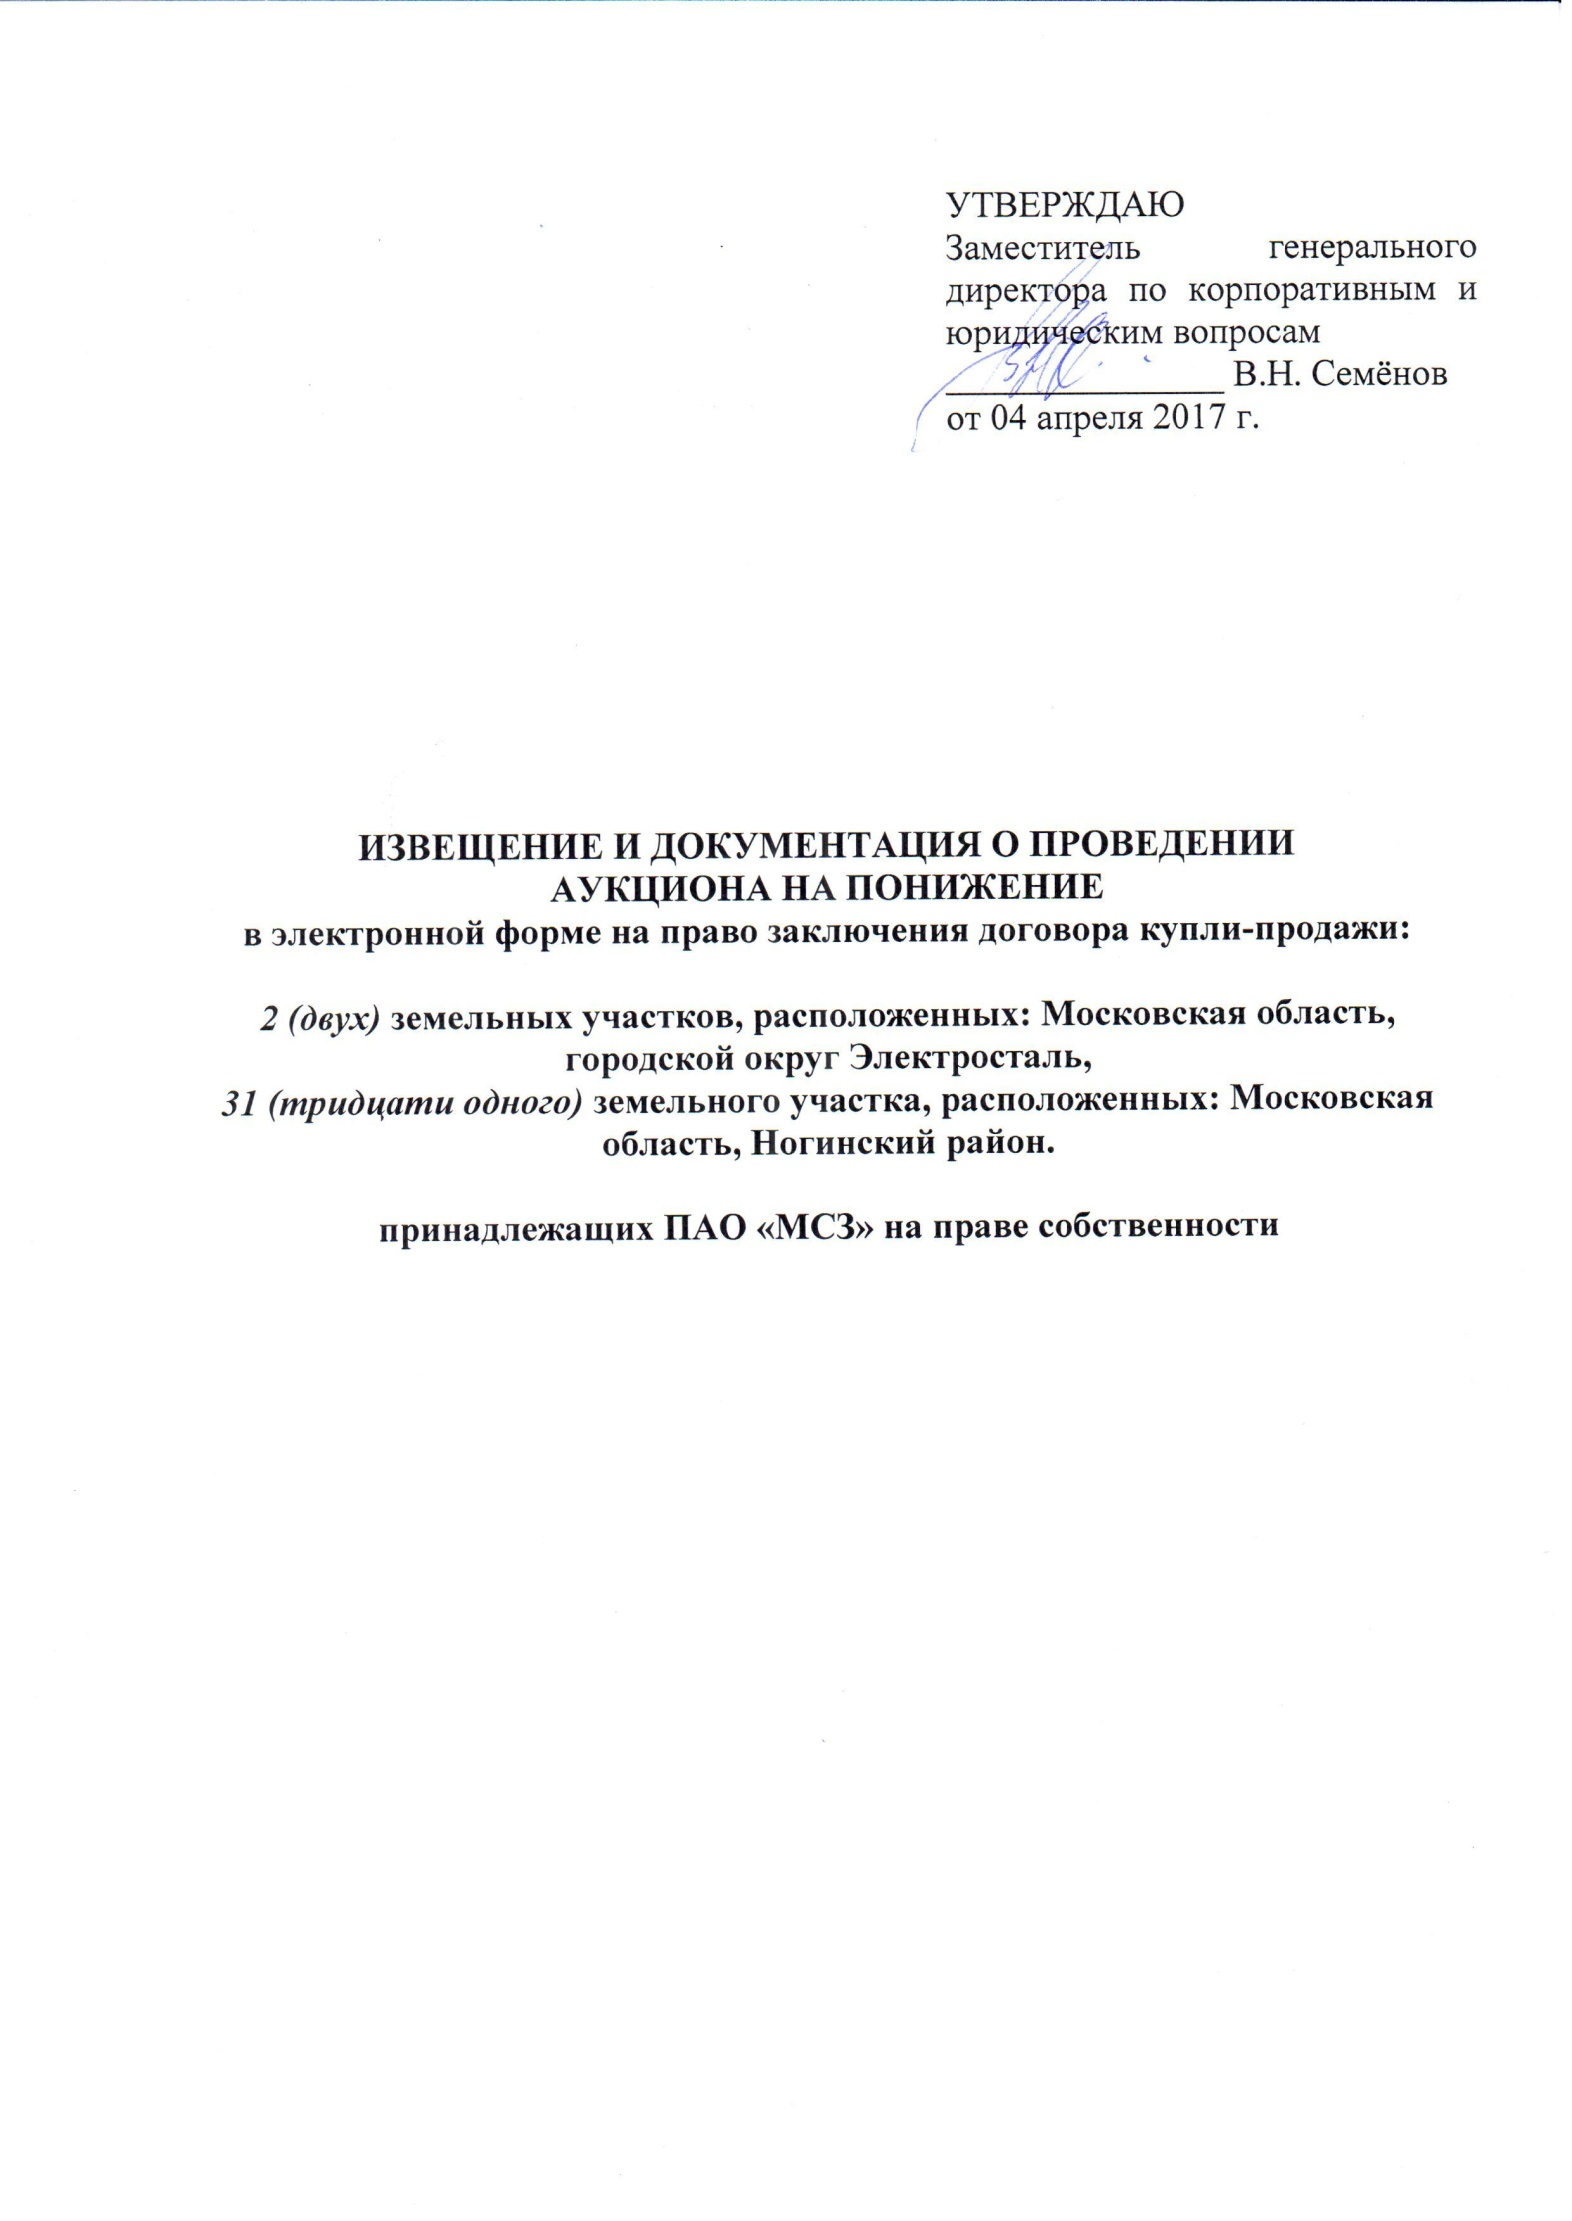 УТВЕРЖДАЮ
Заместитель генерального
директора по корпоративным и
юридическим вопросам
_______________ В.Н. Семёнов
от 04 апреля 2017 г.
ИЗВЕЩЕНИЕ И ДОКУМЕНТАЦИЯ О ПРОВЕДЕНИИ
АУКЦИОНА НА ПОНИЖЕНИЕ
в электронной форме на право заключения договора купли-продажи:
2 (двух) земельных участков, расположенных: Московская область,
городской округ Электросталь,
31 (тридцати одного) земельного участка, расположенных: Московская
область, Ногинский район.
принадлежащих ПАО «МСЗ» на праве собственности